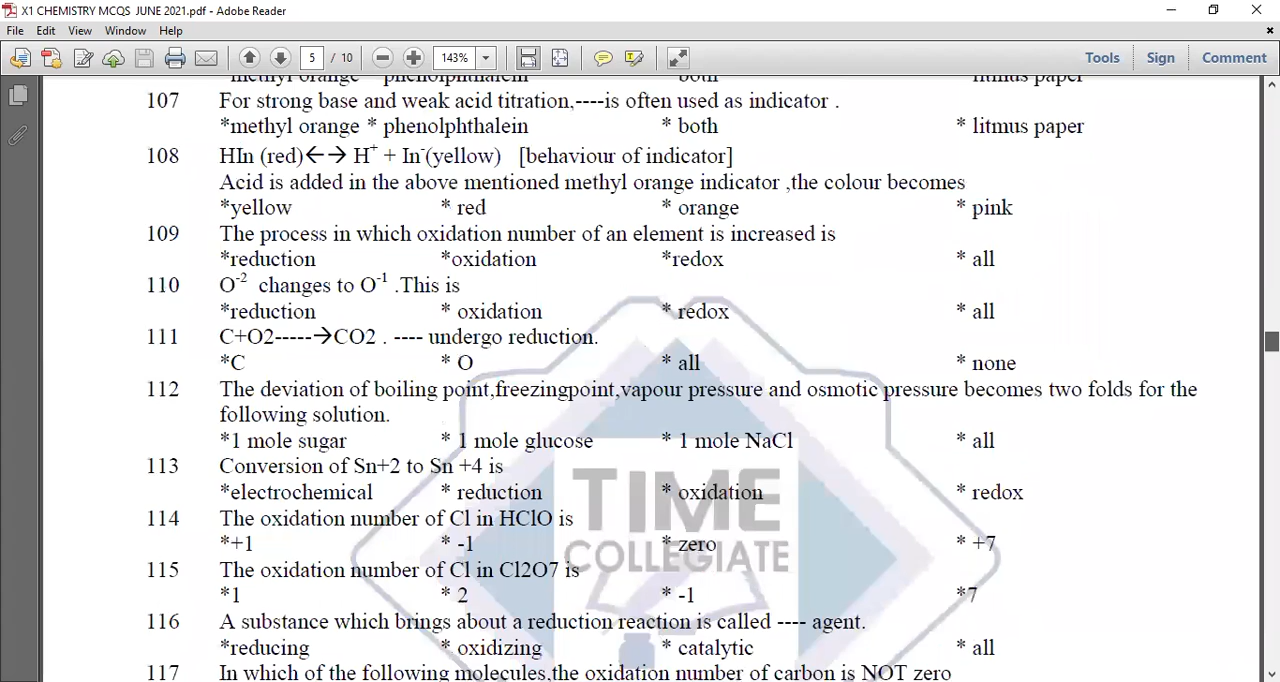 X1 CHEMISTRY MCQS JUNE 2021.pdf - Adobe Reader
File Edit View Window Help
5 / 10 143% Tools Sign Comment
methyl orange * phenolphthalein * both * litmus paper
107 For strong base and weak acid titration,----is often used as indicator .
*methyl orange * phenolphthalein * both * litmus paper
108 HIn (red)←→ H⁺ + In⁻(yellow) [behaviour of indicator]
Acid is added in the above mentioned methyl orange indicator ,the colour becomes
*yellow * red * orange * pink
109 The process in which oxidation number of an element is increased is
*reduction *oxidation *redox * all
110 O⁻² changes to O⁻¹ .This is
*reduction * oxidation * redox * all
111 C+O2-----→CO2 . ---- undergo reduction.
*C * O * all * none
112 The deviation of boiling point,freezingpoint,vapour pressure and osmotic pressure becomes two folds for the
following solution.
*1 mole sugar * 1 mole glucose * 1 mole NaCl * all
113 Conversion of Sn+2 to Sn +4 is
*electrochemical * reduction * oxidation * redox
114 The oxidation number of Cl in HClO is
*+1 * -1 * zero * +7
115 The oxidation number of Cl in Cl2O7 is
*1 * 2 * -1 *7
116 A substance which brings about a reduction reaction is called ---- agent.
*reducing * oxidizing * catalytic * all
117 In which of the following molecules,the oxidation number of carbon is NOT zero
TIME
COLLEGIATE